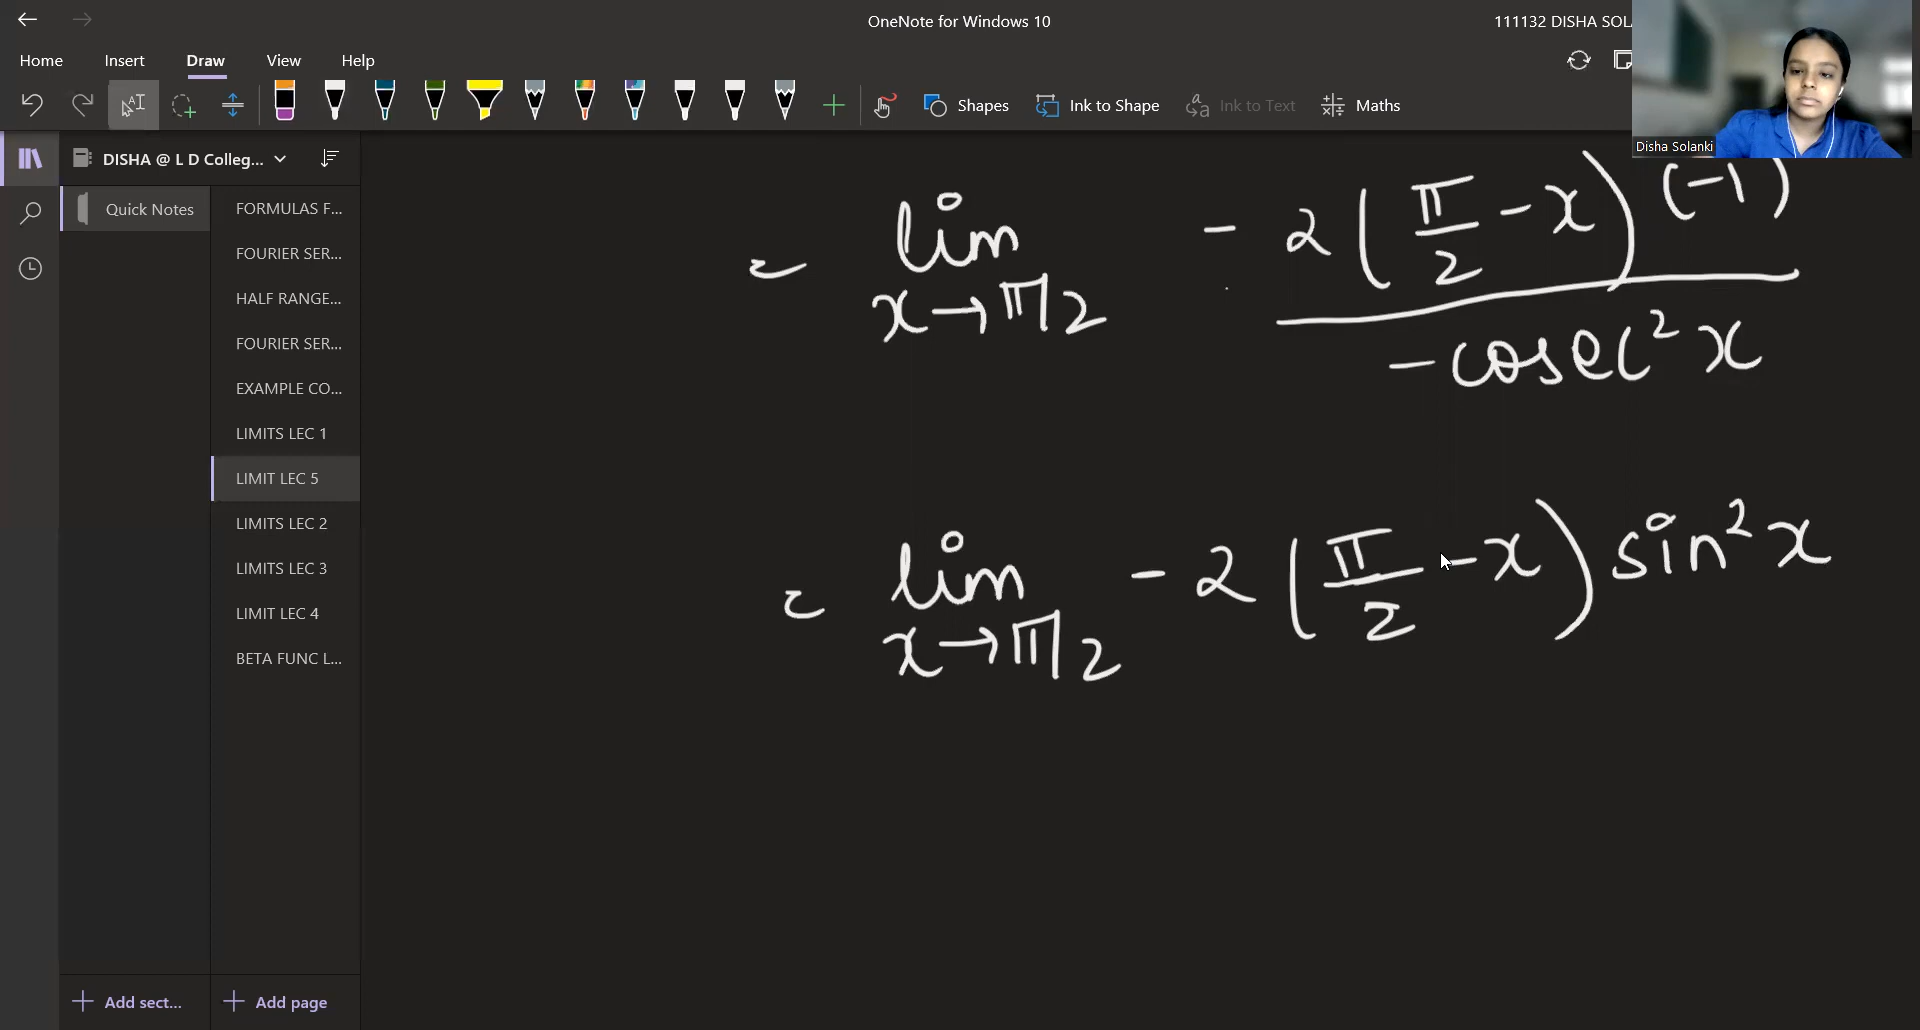 OneNote for Windows 10
111132 DISHA SOLA
Home Insert Draw View Help
Shapes Ink to Shape Ink to Text Maths
Disha Solanki
DISHA @ L D Colleg...
Quick Notes
FORMULAS F...
FOURIER SER...
HALF RANGE...
FOURIER SER...
EXAMPLE CO...
LIMITS LEC 1
LIMIT LEC 5
LIMITS LEC 2
LIMITS LEC 3
LIMIT LEC 4
BETA FUNC L...
Add sect...
Add page
= lim x→π/2 - 2(π/2 - x)(-1) / -cosec² x
= lim x→π/2 - 2(π/2 - x) sin² x